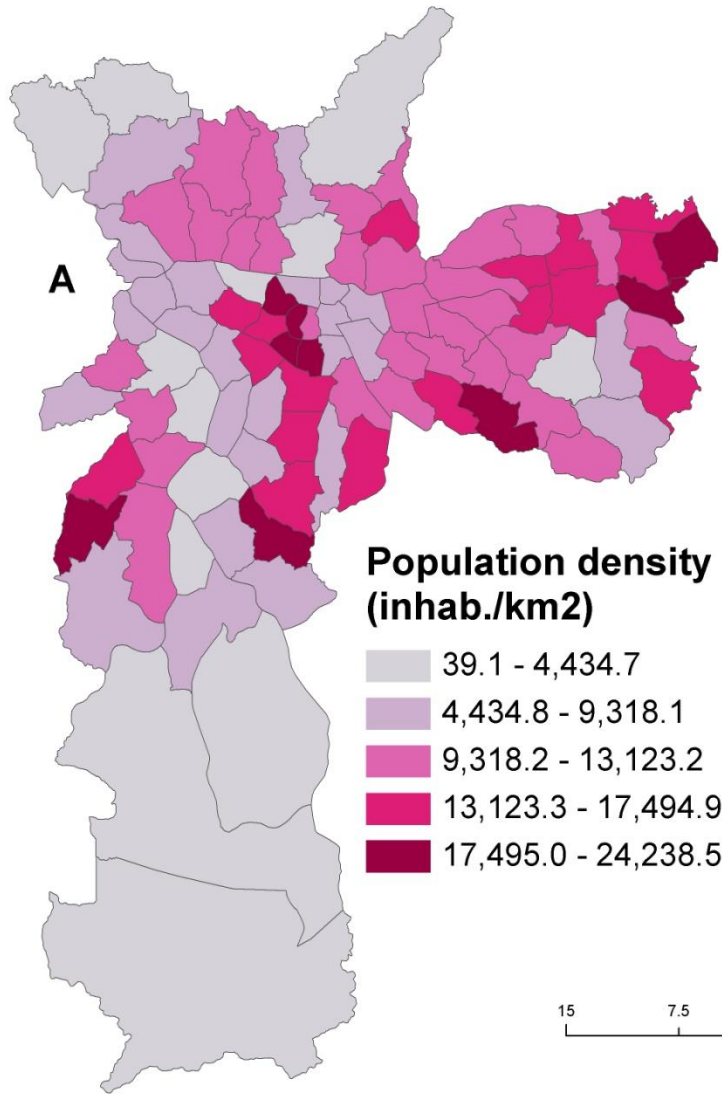 A
Population density
(inhab./km2)
39.1 - 4,434.7
4,434.8 - 9,318.1
9,318.2 - 13,123.2
13,123.3 - 17,494.9
17,495.0 - 24,238.5
15 7.5